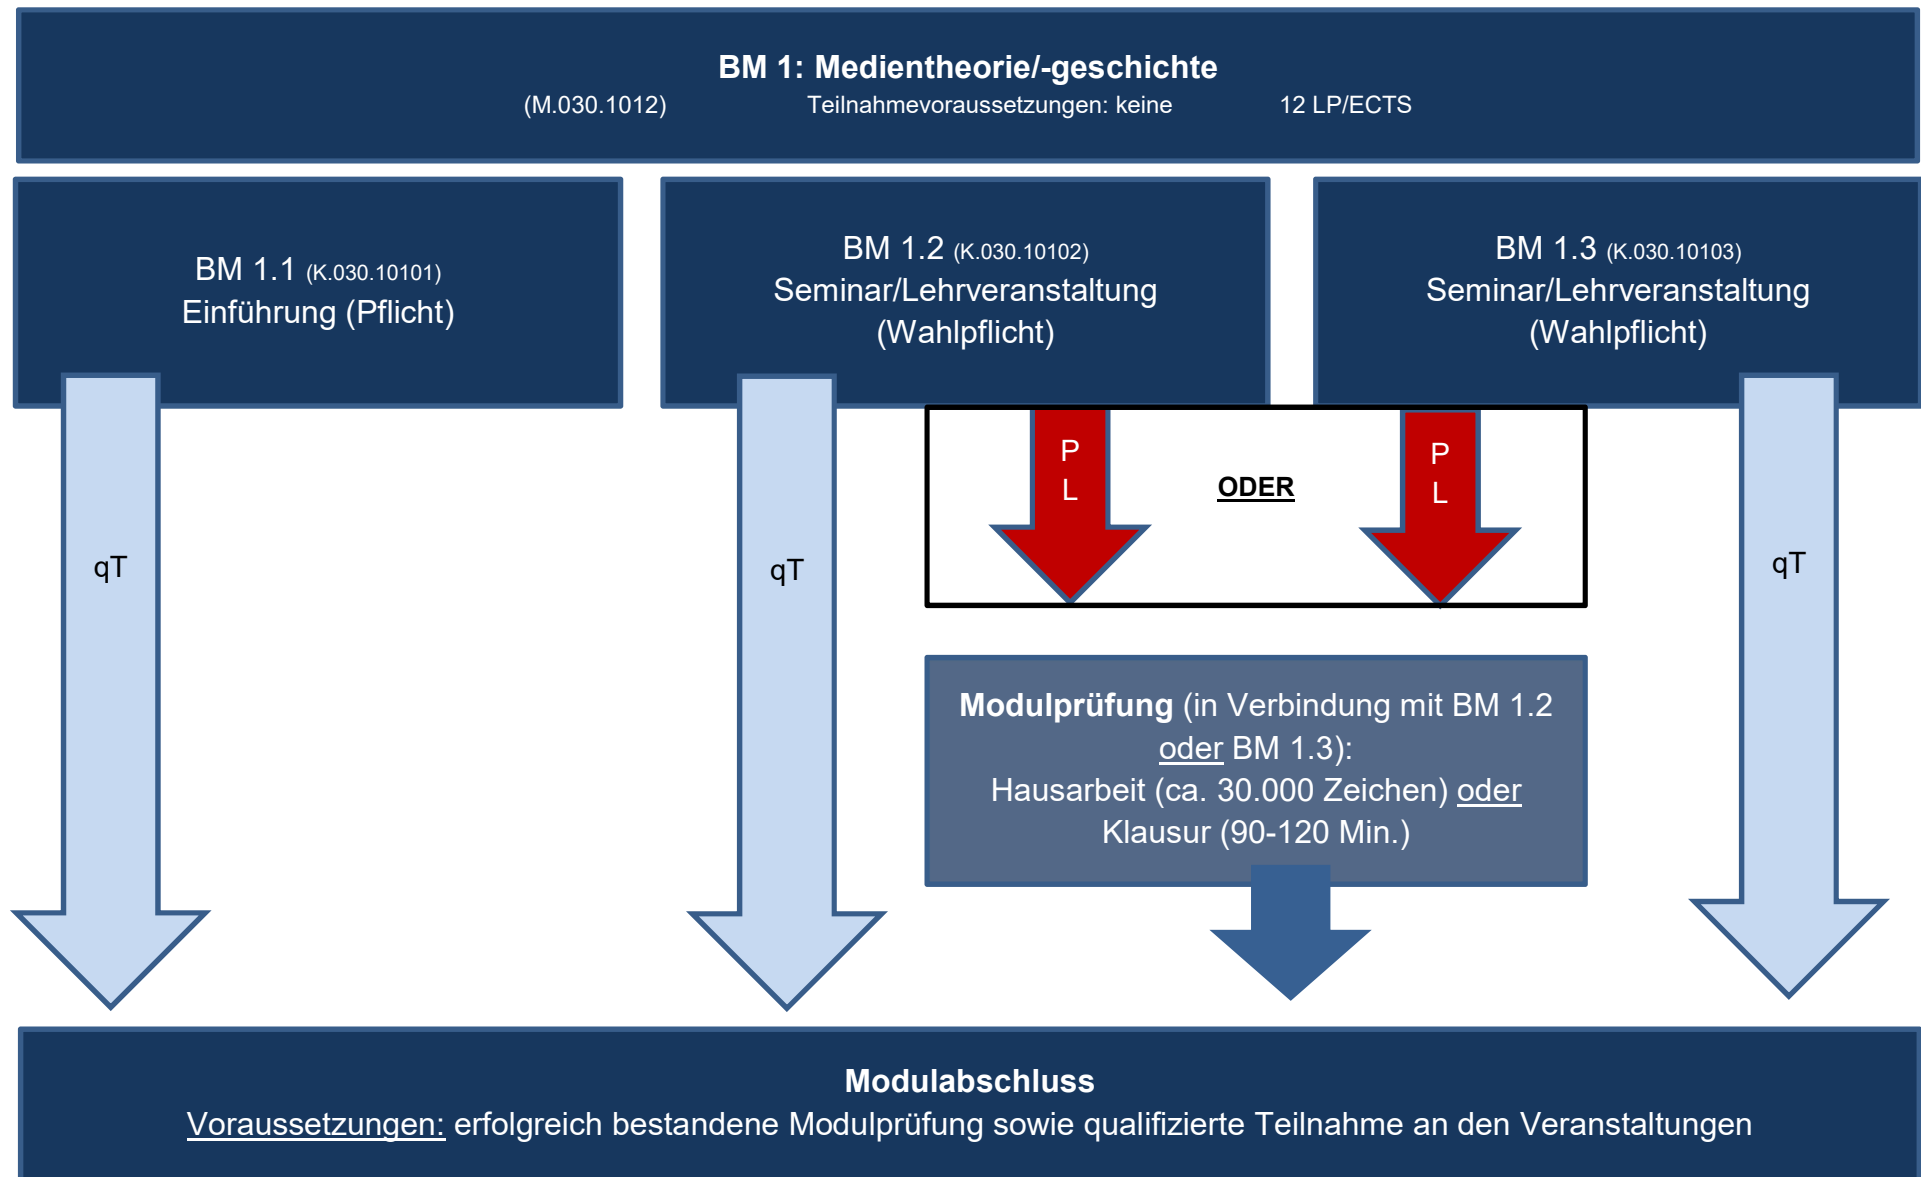 BM 1: Medientheorie/-geschichte
(M.030.1012) Teilnahmevoraussetzungen: keine 12 LP/ECTS
BM 1.1 (K.030.10101)
Einführung (Pflicht)
BM 1.2 (K.030.10102)
Seminar/Lehrveranstaltung
(Wahlpflicht)
BM 1.3 (K.030.10103)
Seminar/Lehrveranstaltung
(Wahlpflicht)
qT
qT
P
L
ODER
P
L
qT
Modulprüfung (in Verbindung mit BM 1.2
oder BM 1.3):
Hausarbeit (ca. 30.000 Zeichen) oder
Klausur (90-120 Min.)
Modulabschluss
Voraussetzungen: erfolgreich bestandene Modulprüfung sowie qualifizierte Teilnahme an den Veranstaltungen